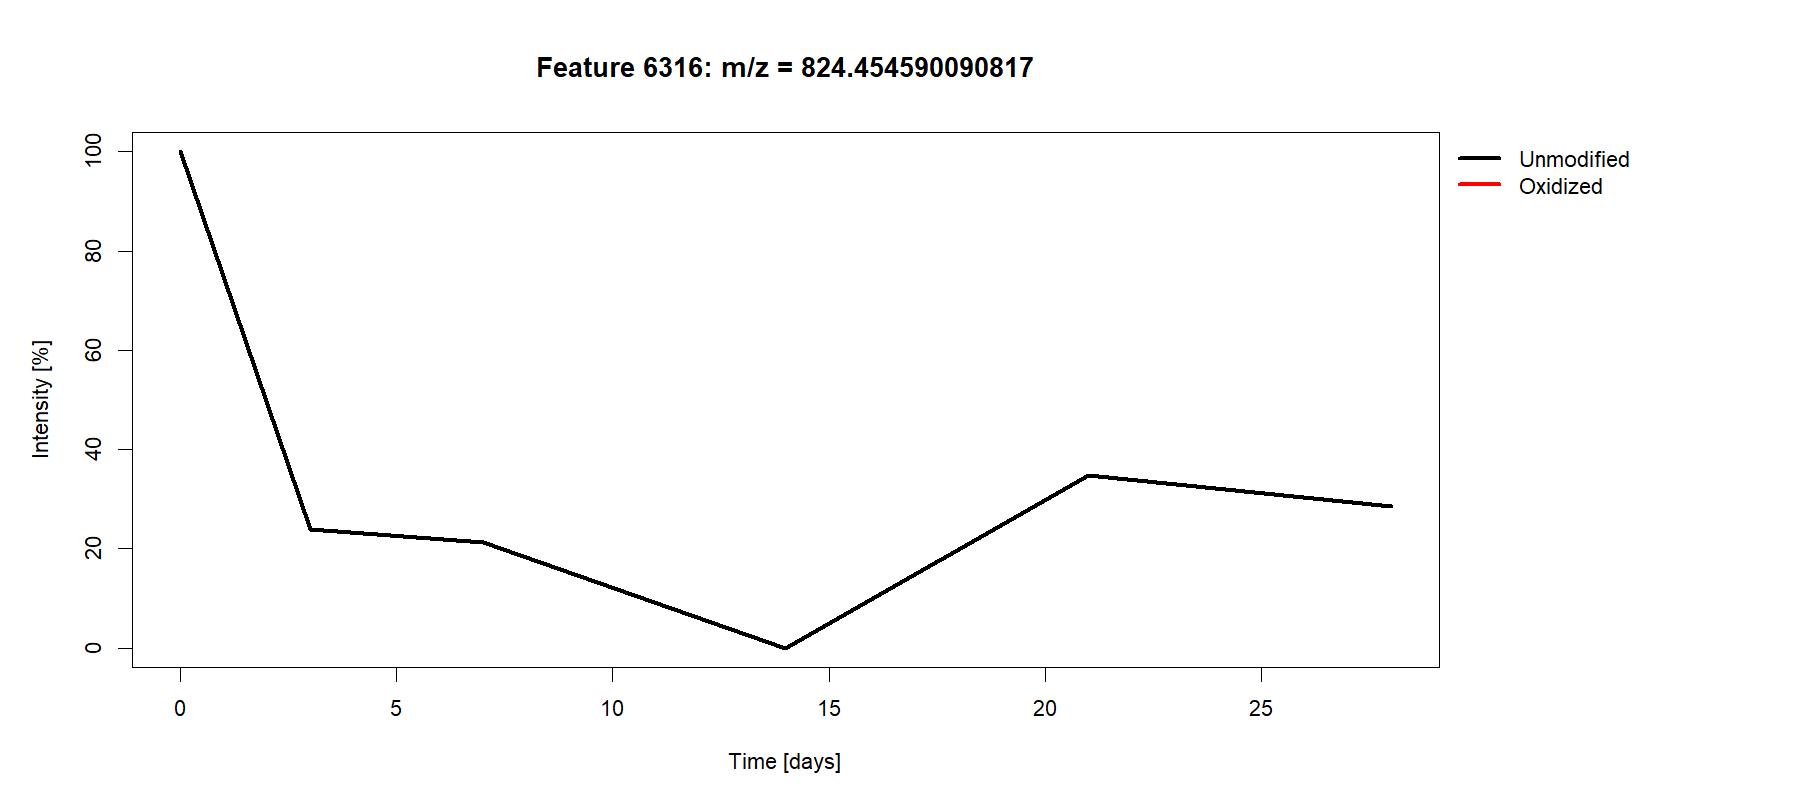 Feature 6316: m/z = 824.454590090817
Unmodified
Oxidized
Intensity [%]
100
80
60
40
20
0
0 5 10 15 20 25
Time [days]